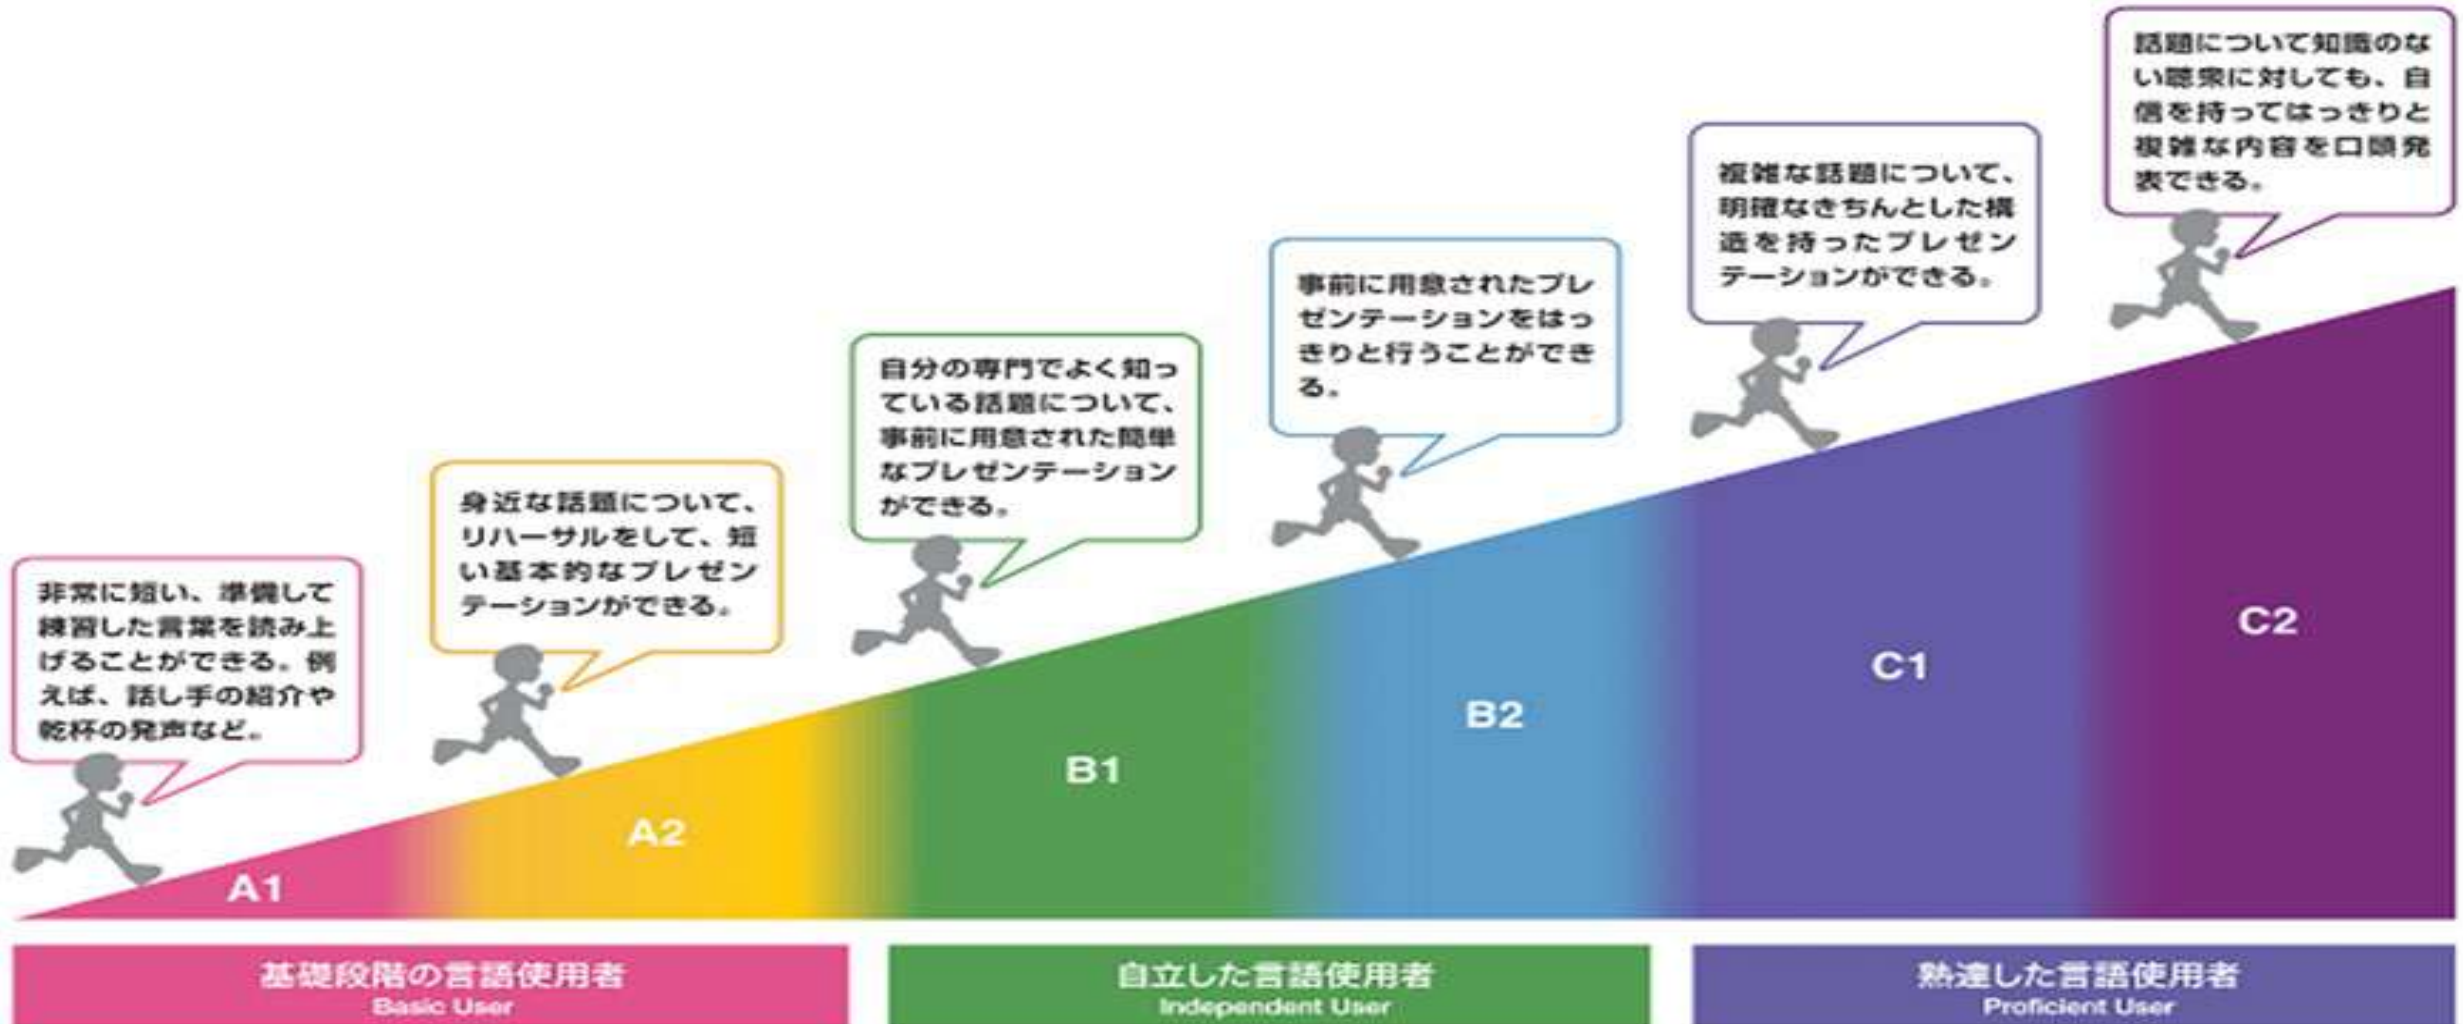 非常に短い、準備して
練習した言葉を読み上
げることができる。例
えば、話し手の紹介や
乾杯の発声など。
身近な話題について、
リハーサルをして、短
い基本的なプレゼン
テーションができる。
自分の専門でよく知っ
ている話題について、
事前に用意された簡単
なプレゼンテーション
ができる。
事前に用意されたプレ
ゼンテーションをはっ
きりと行うことができ
る。
複雑な話題について、
明確なきちんとした構
造を持ったプレゼン
テーションができる。
話題について知識のな
い聴衆に対しても、自
信を持ってはっきりと
複雑な内容を口頭発
表できる。
A1
A2
B1
B2
C1
C2
基礎段階の言語使用者
Basic User
自立した言語使用者
Independent User
熟達した言語使用者
Proficient User